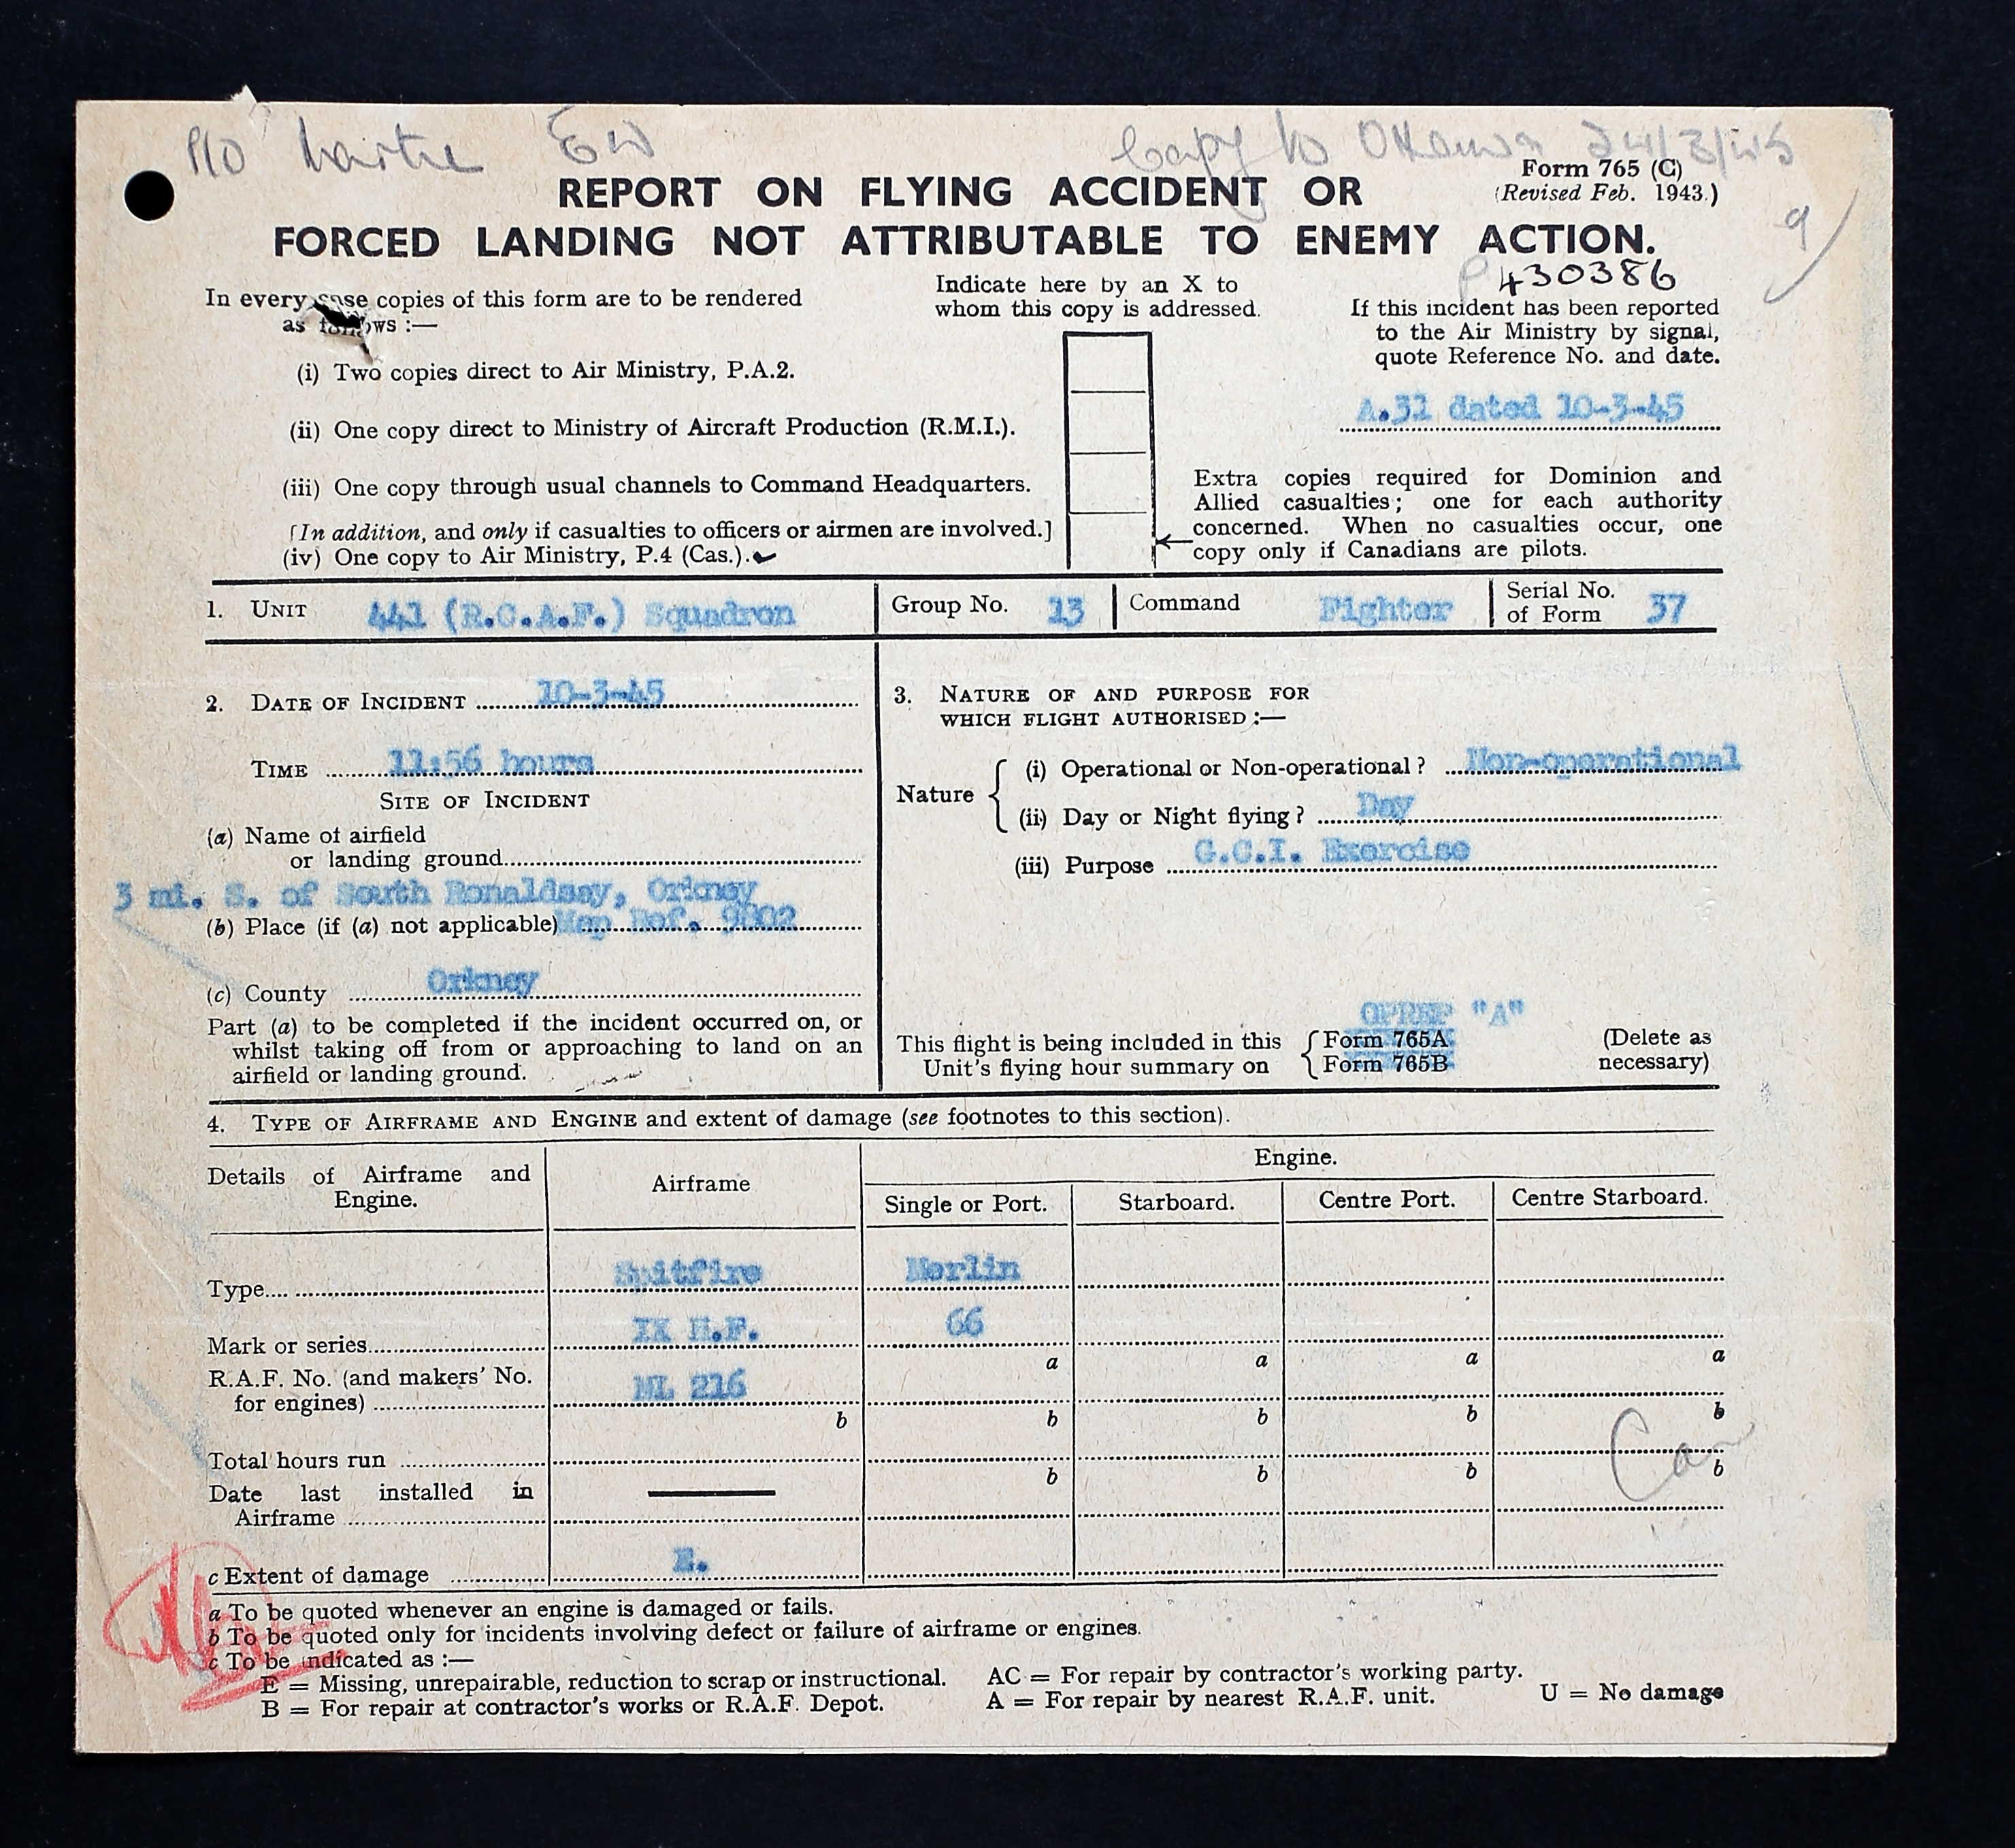 P/O EW
Copy to Ottawa 24/3/45
Form 765 (C)
(Revised Feb. 1943.)
9
REPORT ON FLYING ACCIDENT OR
FORCED LANDING NOT ATTRIBUTABLE TO ENEMY ACTION.
P 430386
In every case copies of this form are to be rendered
as follows :—
Indicate here by an X to
whom this copy is addressed.
If this incident has been reported
to the Air Ministry by signal,
quote Reference No. and date.
A.31 dated 10-3-45
(i) Two copies direct to Air Ministry, P.A.2.
(ii) One copy direct to Ministry of Aircraft Production (R.M.I.).
(iii) One copy through usual channels to Command Headquarters.
[In addition, and only if casualties to officers or airmen are involved.]
(iv) One copy to Air Ministry, P.4 (Cas.).
Extra copies required for Dominion and
Allied casualties; one for each authority
concerned. When no casualties occur, one
copy only if Canadians are pilots.
1. UNIT 441 (R.C.A.F.) Squadron Group No. 13 Command Fighter Serial No. of Form 37
2. DATE OF INCIDENT 10-3-45
TIME 11:56 hours
SITE OF INCIDENT
(a) Name of airfield
or landing ground
3 mi. S. of South Ronaldsay, Orkney
(b) Place (if (a) not applicable) Map Ref. 9802
(c) County Orkney
Part (a) to be completed if the incident occurred on, or
whilst taking off from or approaching to land on an
airfield or landing ground.
3. NATURE OF AND PURPOSE FOR
WHICH FLIGHT AUTHORISED :—
Nature
(i) Operational or Non-operational? Non-operational
(ii) Day or Night flying? Day
(iii) Purpose G.C.I. Exercise
OPREP "A"
This flight is being included in this
Unit's flying hour summary on
Form 765A
Form 765B
(Delete as
necessary)
4. TYPE OF AIRFRAME AND ENGINE and extent of damage (see footnotes to this section).
Details of Airframe and
Engine.
Airframe
Engine.
Single or Port. Starboard. Centre Port. Centre Starboard.
Type.... Spitfire Merlin
Mark or series IX H.F. 66
a a a a
R.A.F. No. (and makers' No.
for engines) ML 216
b b b b b
Total hours run
b b b b
Date last installed in
Airframe
Can
c Extent of damage E.
a To be quoted whenever an engine is damaged or fails.
b To be quoted only for incidents involving defect or failure of airframe or engines.
c To be indicated as :—
E = Missing, unrepairable, reduction to scrap or instructional. AC = For repair by contractor's working party.
B = For repair at contractor's works or R.A.F. Depot. A = For repair by nearest R.A.F. unit. U = No damage